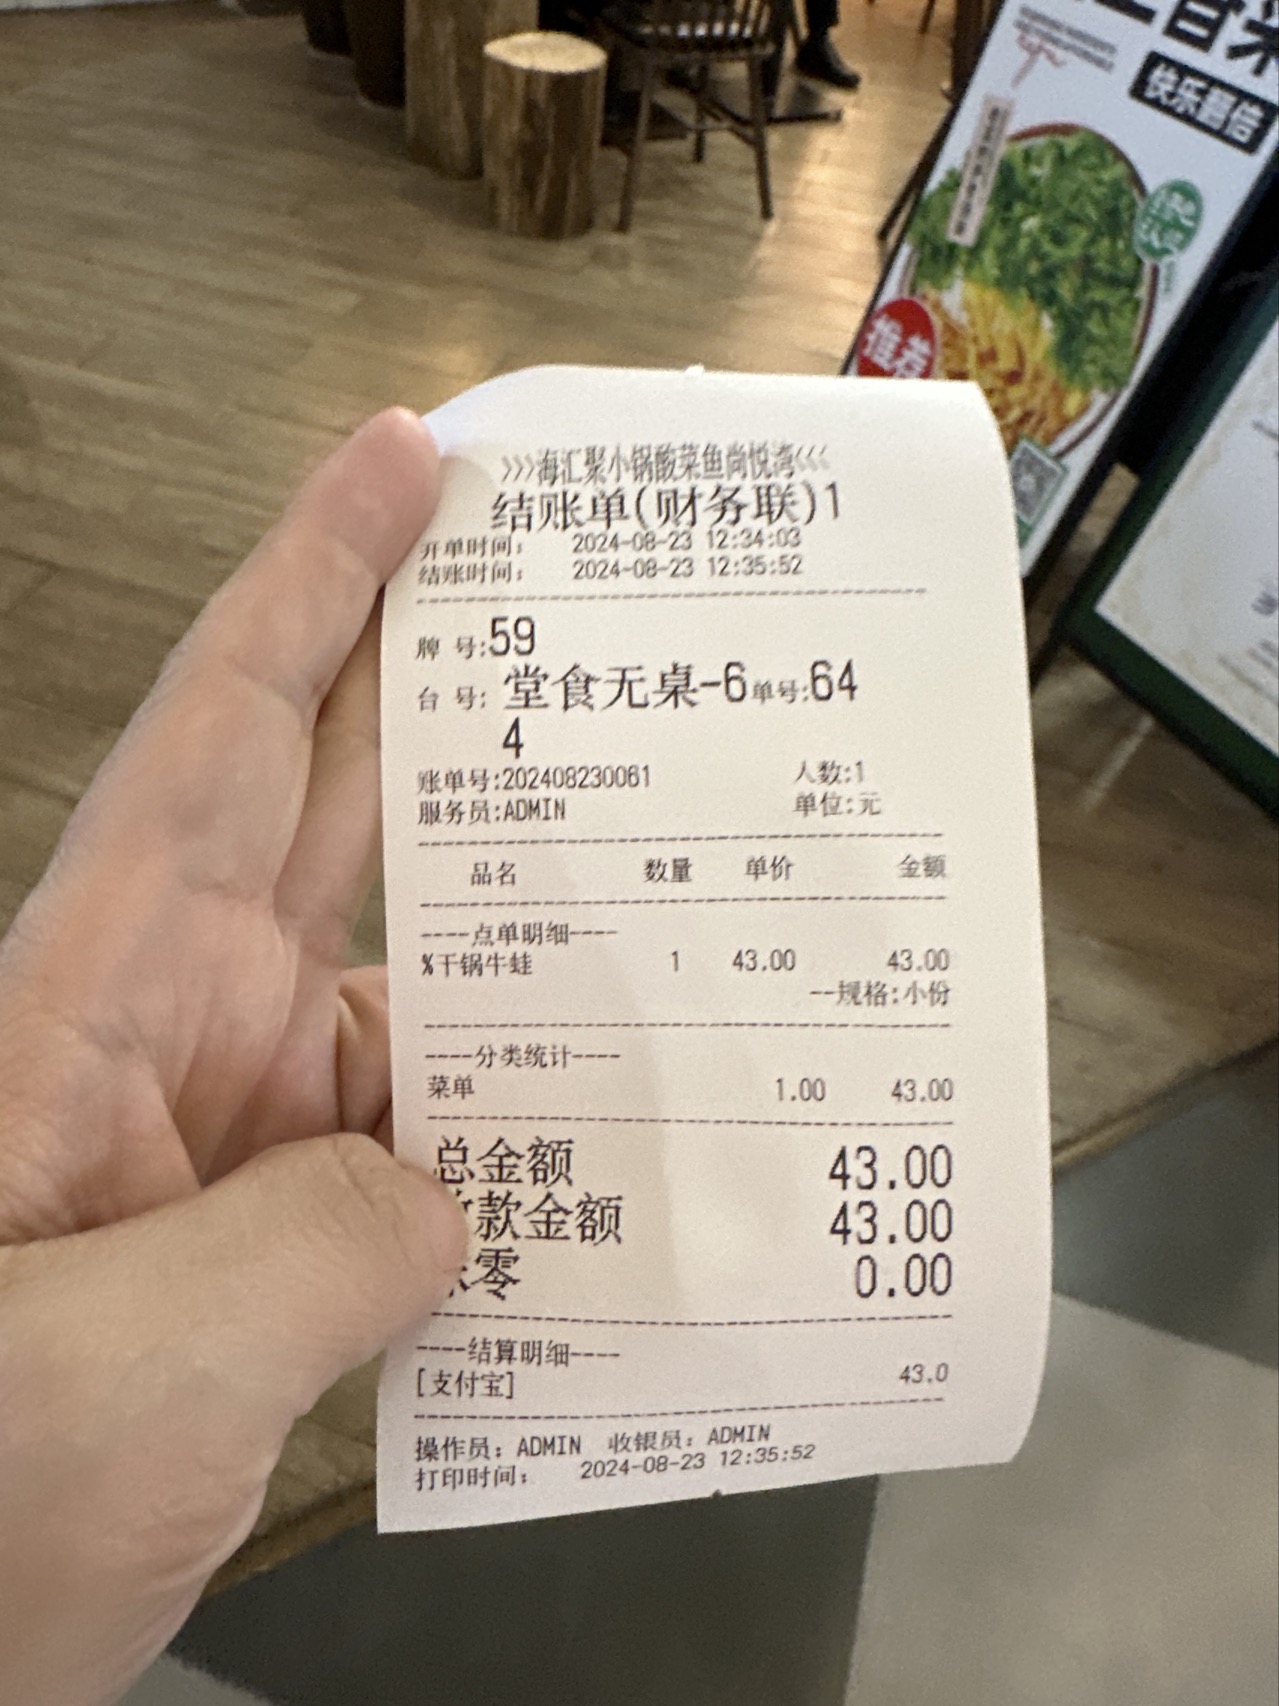 快乐翻倍
推荐
>>>海汇聚小锅酸菜鱼尚悦湾<<<
结账单(财务联)1
开单时间: 2024-08-23 12:34:03
结账时间: 2024-08-23 12:35:52
牌 号:59
台 号: 堂食无桌-6单号:64
4
账单号:202408230061 人数:1
服务员:ADMIN 单位:元
品名 数量 单价 金额
----点单明细----
%干锅牛蛙 1 43.00 43.00
--规格:小份
----分类统计----
菜单 1.00 43.00
总金额 43.00
款金额 43.00
零 0.00
----结算明细----
[支付宝] 43.0
操作员: ADMIN 收银员: ADMIN
打印时间: 2024-08-23 12:35:52